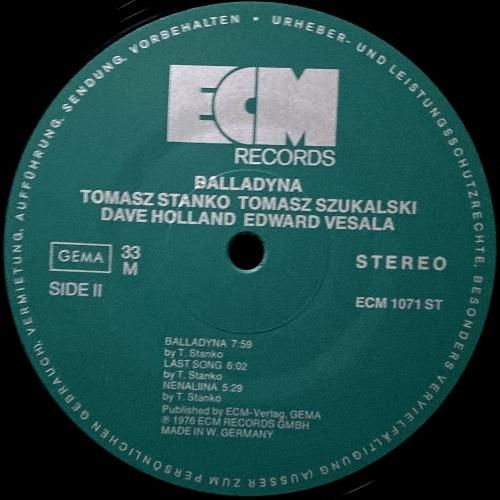 URHEBER- UND LEISTUNGSSCHUTZRECHTE, BESONDERS VERVIELFÄLTIGUNG (AUSSER ZUM PERSÖNLICHEN GEBRAUCH), VERMIETUNG, AUFFÜHRUNG, SENDUNG, VORBEHALTEN •
ECM
RECORDS
BALLADYNA
TOMASZ STANKO TOMASZ SZUKALSKI
DAVE HOLLAND EDWARD VESALA
GEMA
33
M
STEREO
SIDE II
ECM 1071 ST
BALLADYNA 7:59
by T. Stanko
LAST SONG 6:02
by T. Stanko
NENALIINA 5:29
by T. Stanko
Published by ECM-Verlag, GEMA
℗ 1976 ECM RECORDS GMBH
MADE IN W. GERMANY